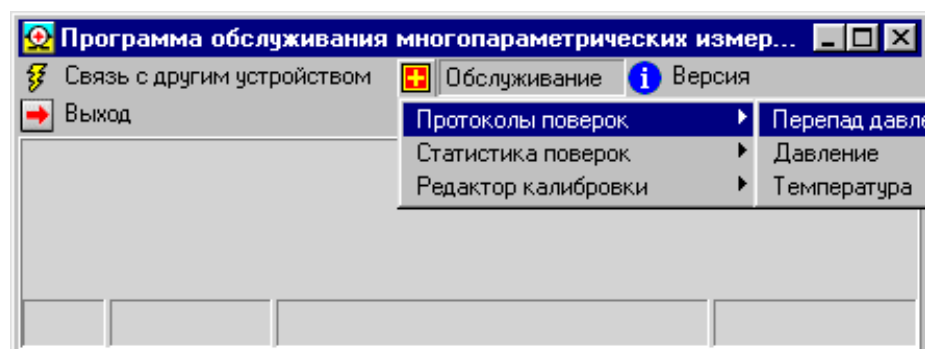 Программа обслуживания многопараметрических измер...
Связь с другим устройством Обслуживание Версия
Выход
Протоколы поверок Перепад давле
Статистика поверок Давление
Редактор калибровки Температура